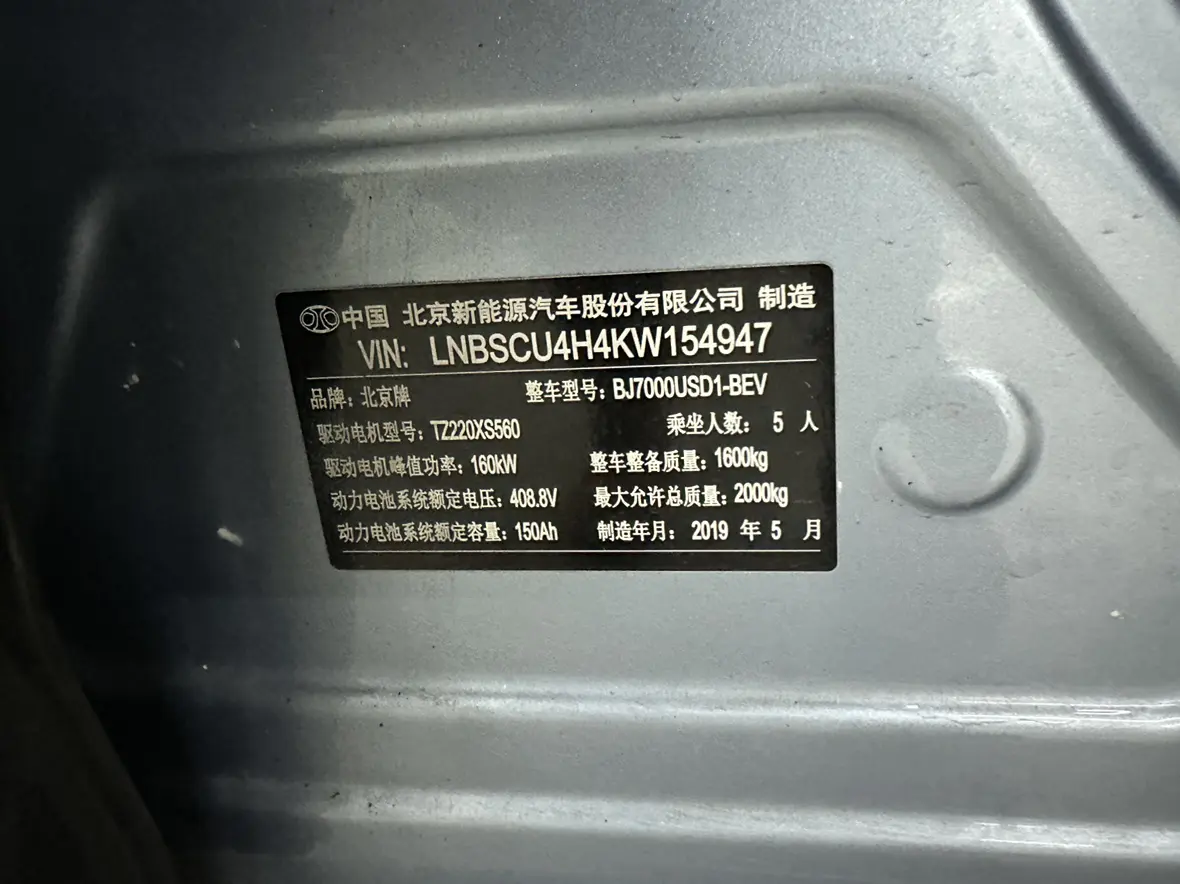 中国 北京新能源汽车股份有限公司 制造
VIN: LNBSCU4H4KW154947
品牌: 北京牌 整车型号: BJ7000USD1-BEV
驱动电机型号: TZ220XS560 乘坐人数: 5 人
驱动电机峰值功率: 160kW 整车整备质量: 1600kg
动力电池系统额定电压: 408.8V 最大允许总质量: 2000kg
动力电池系统额定容量: 150Ah 制造年月: 2019 年 5 月